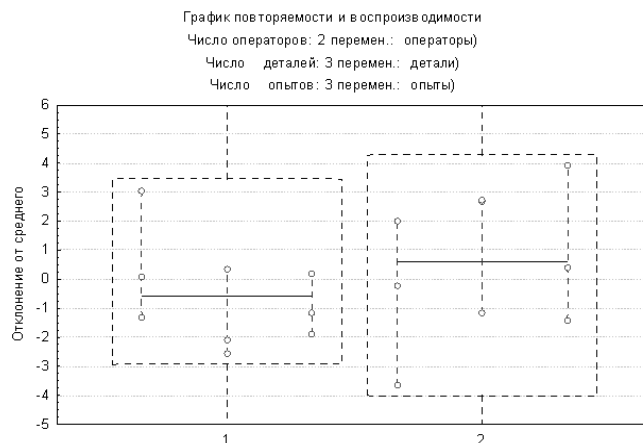 График повторяемости и воспроизводимости
Число операторов: 2 перемен.: операторы)
Число деталей: 3 перемен.: детали)
Число опытов: 3 перемен.: опыты)
6
5
4
3
2
1
0
-1
-2
-3
-4
-5
Отклонение от среднего
1 2